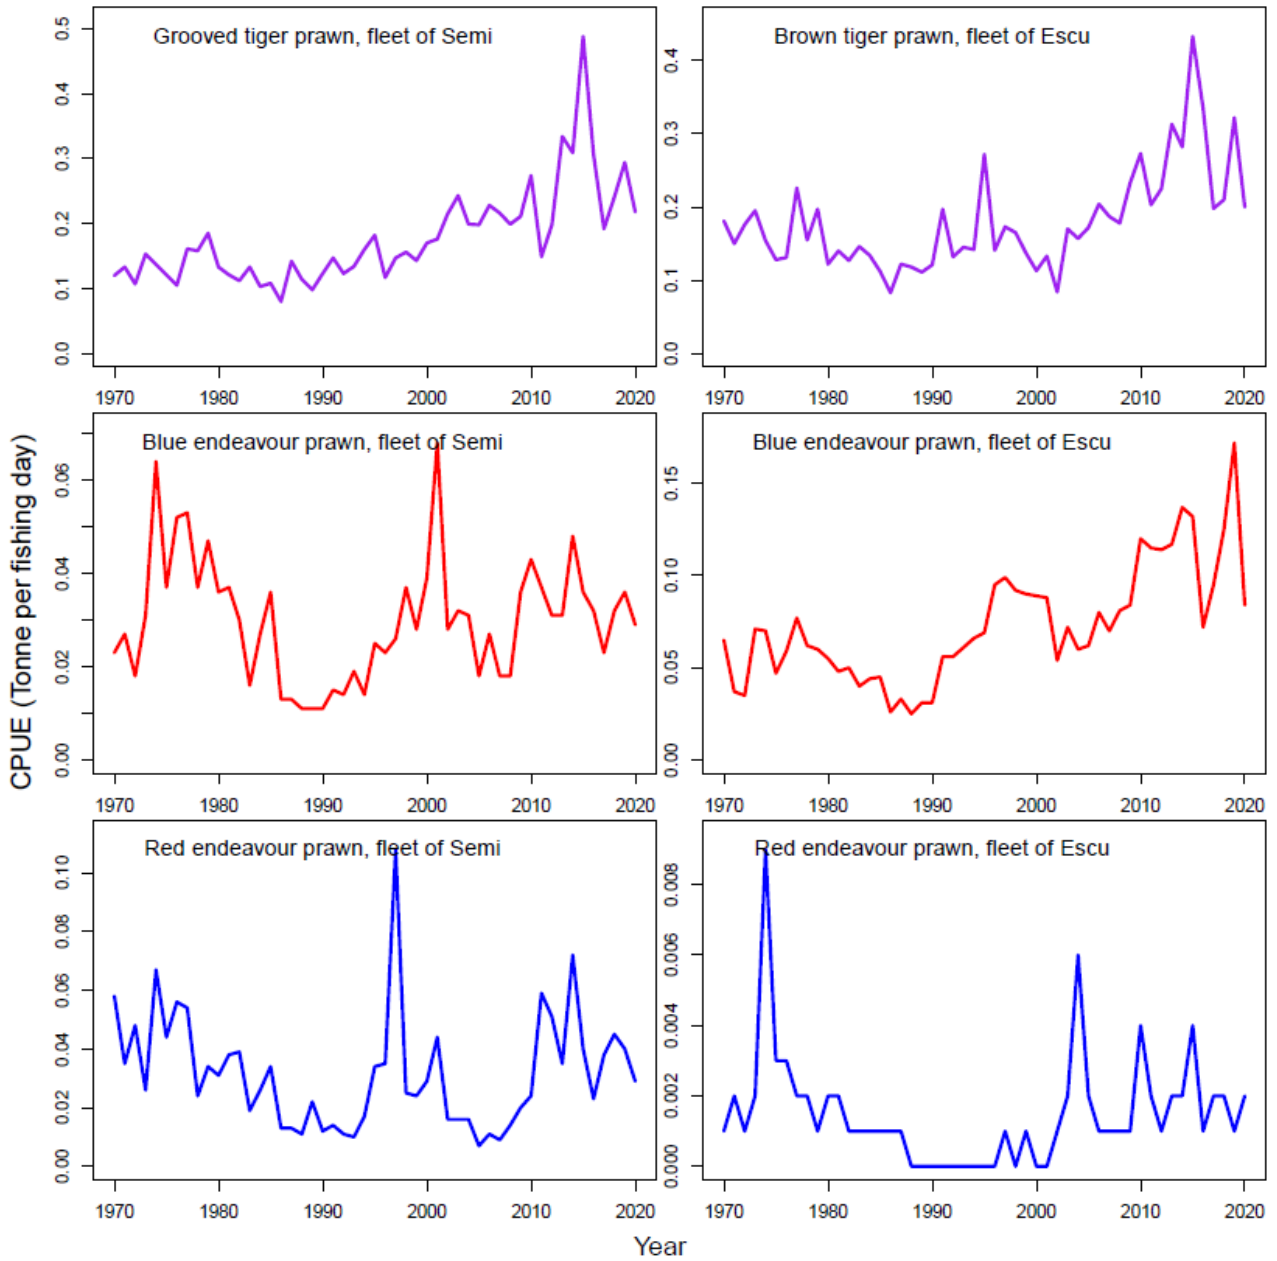 Grooved tiger prawn, fleet of Semi
0.5
0.4
0.3
0.2
0.1
0.0
1970 1980 1990 2000 2010 2020
Brown tiger prawn, fleet of Escu
0.4
0.3
0.2
0.1
0.0
1970 1980 1990 2000 2010 2020
CPUE (Tonne per fishing day)
Blue endeavour prawn, fleet of Semi
0.06
0.04
0.02
0.00
1970 1980 1990 2000 2010 2020
Blue endeavour prawn, fleet of Escu
0.15
0.10
0.05
0.00
1970 1980 1990 2000 2010 2020
Red endeavour prawn, fleet of Semi
0.10
0.08
0.06
0.04
0.02
0.00
1970 1980 1990 2000 2010 2020
Red endeavour prawn, fleet of Escu
0.008
0.006
0.004
0.002
0.000
1970 1980 1990 2000 2010 2020
Year